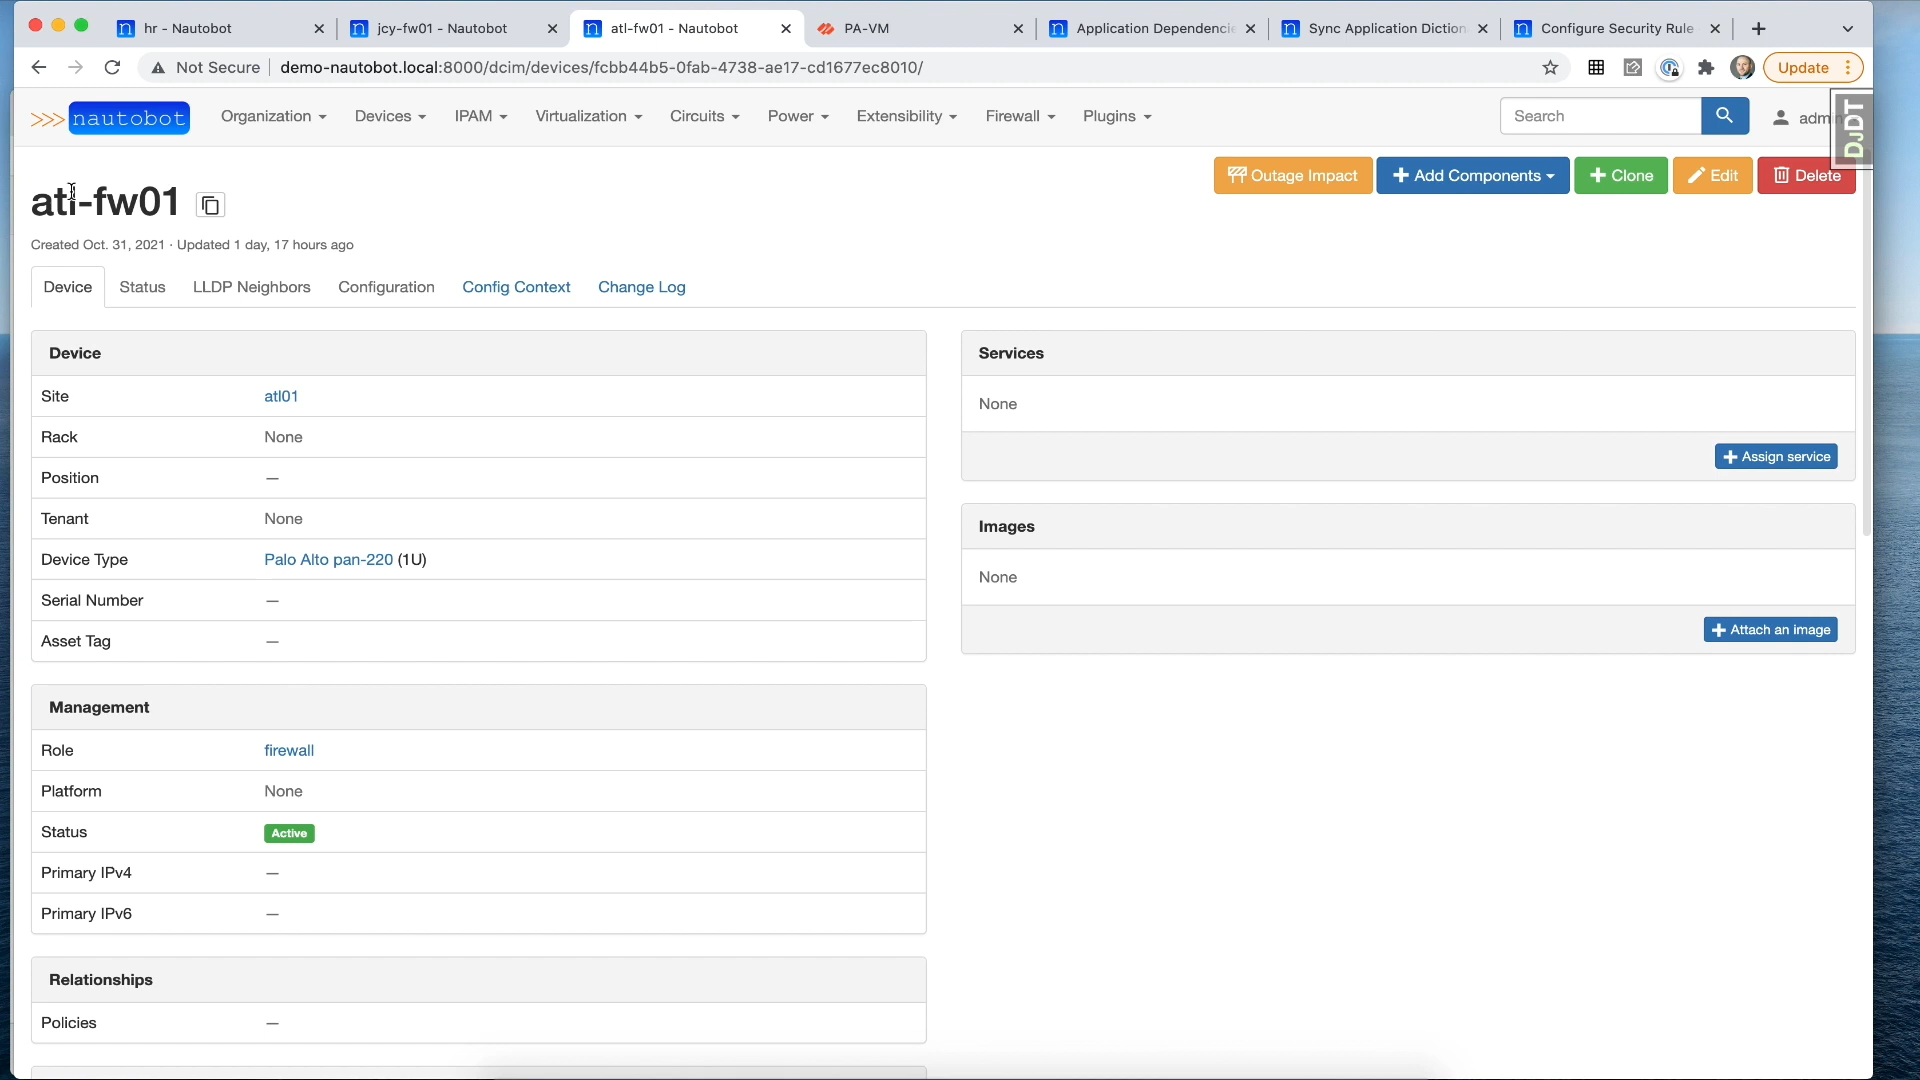 hr - Nautobot
jcy-fw01 - Nautobot
atl-fw01 - Nautobot
PA-VM
Application Dependenci
Sync Application Diction
Configure Security Rule
Not Secure
demo-nautobot.local:8000/dcim/devices/fcbb44b5-0fab-4738-ae17-cd1677ec8010/
Update
>>> nautobot
Organization
Devices
IPAM
Virtualization
Circuits
Power
Extensibility
Firewall
Plugins
Search
admin
DJDT
Outage Impact
Add Components
Clone
Edit
Delete
atl-fw01
Created Oct. 31, 2021 · Updated 1 day, 17 hours ago
Device
Status
LLDP Neighbors
Configuration
Config Context
Change Log
Device
Site atl01
Rack None
Position —
Tenant None
Device Type Palo Alto pan-220 (1U)
Serial Number —
Asset Tag —
Management
Role firewall
Platform None
Status Active
Primary IPv4 —
Primary IPv6 —
Relationships
Policies —
Services
None
Assign service
Images
None
Attach an image